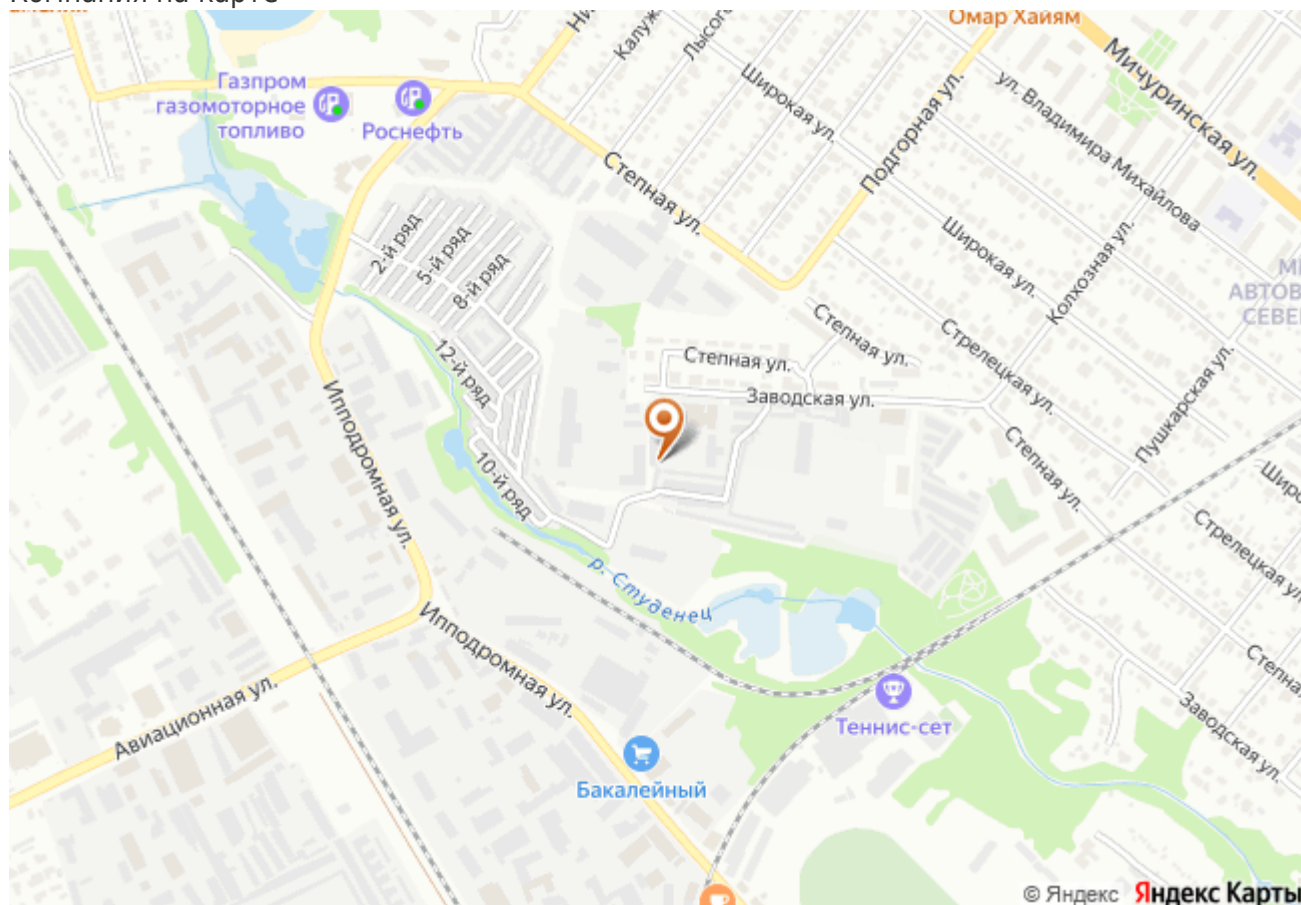 Компания на карте
Омар Хайям
Мичуринская ул.
Газпром
газомоторное
топливо
Роснефть
Широкая ул.
ул. Владимира Михайлова
Подгорная ул.
Степная ул.
2-й ряд
5-й ряд
8-й ряд
Широкая ул.
Колхозная ул.
12-й ряд
Степная ул.
Степная ул.
Стрелецкая ул.
Пушкарская ул.
Заводская ул.
Ипподромная ул.
10-й ряд
Степная ул.
Стрелецкая ул.
р. Студенец
Ипподромная ул.
Авиационная ул.
Теннис-сет
Заводская ул.
Бакалейный
© Яндекс Яндекс Карты